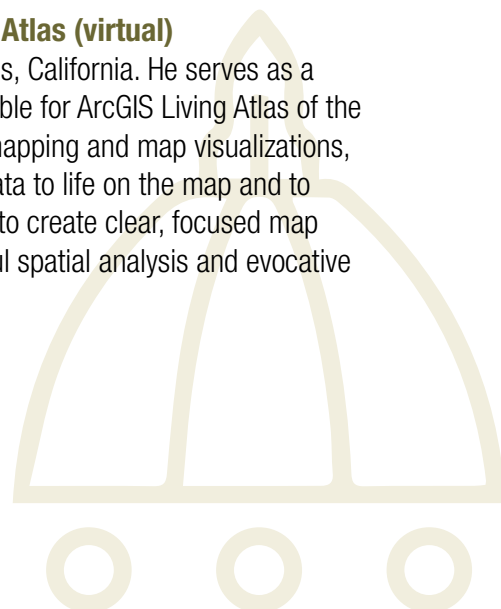 Atlas (virtual)
s, California. He serves as a
ble for ArcGIS Living Atlas of the
napping and map visualizations,
ata to life on the map and to
to create clear, focused map
ul spatial analysis and evocative